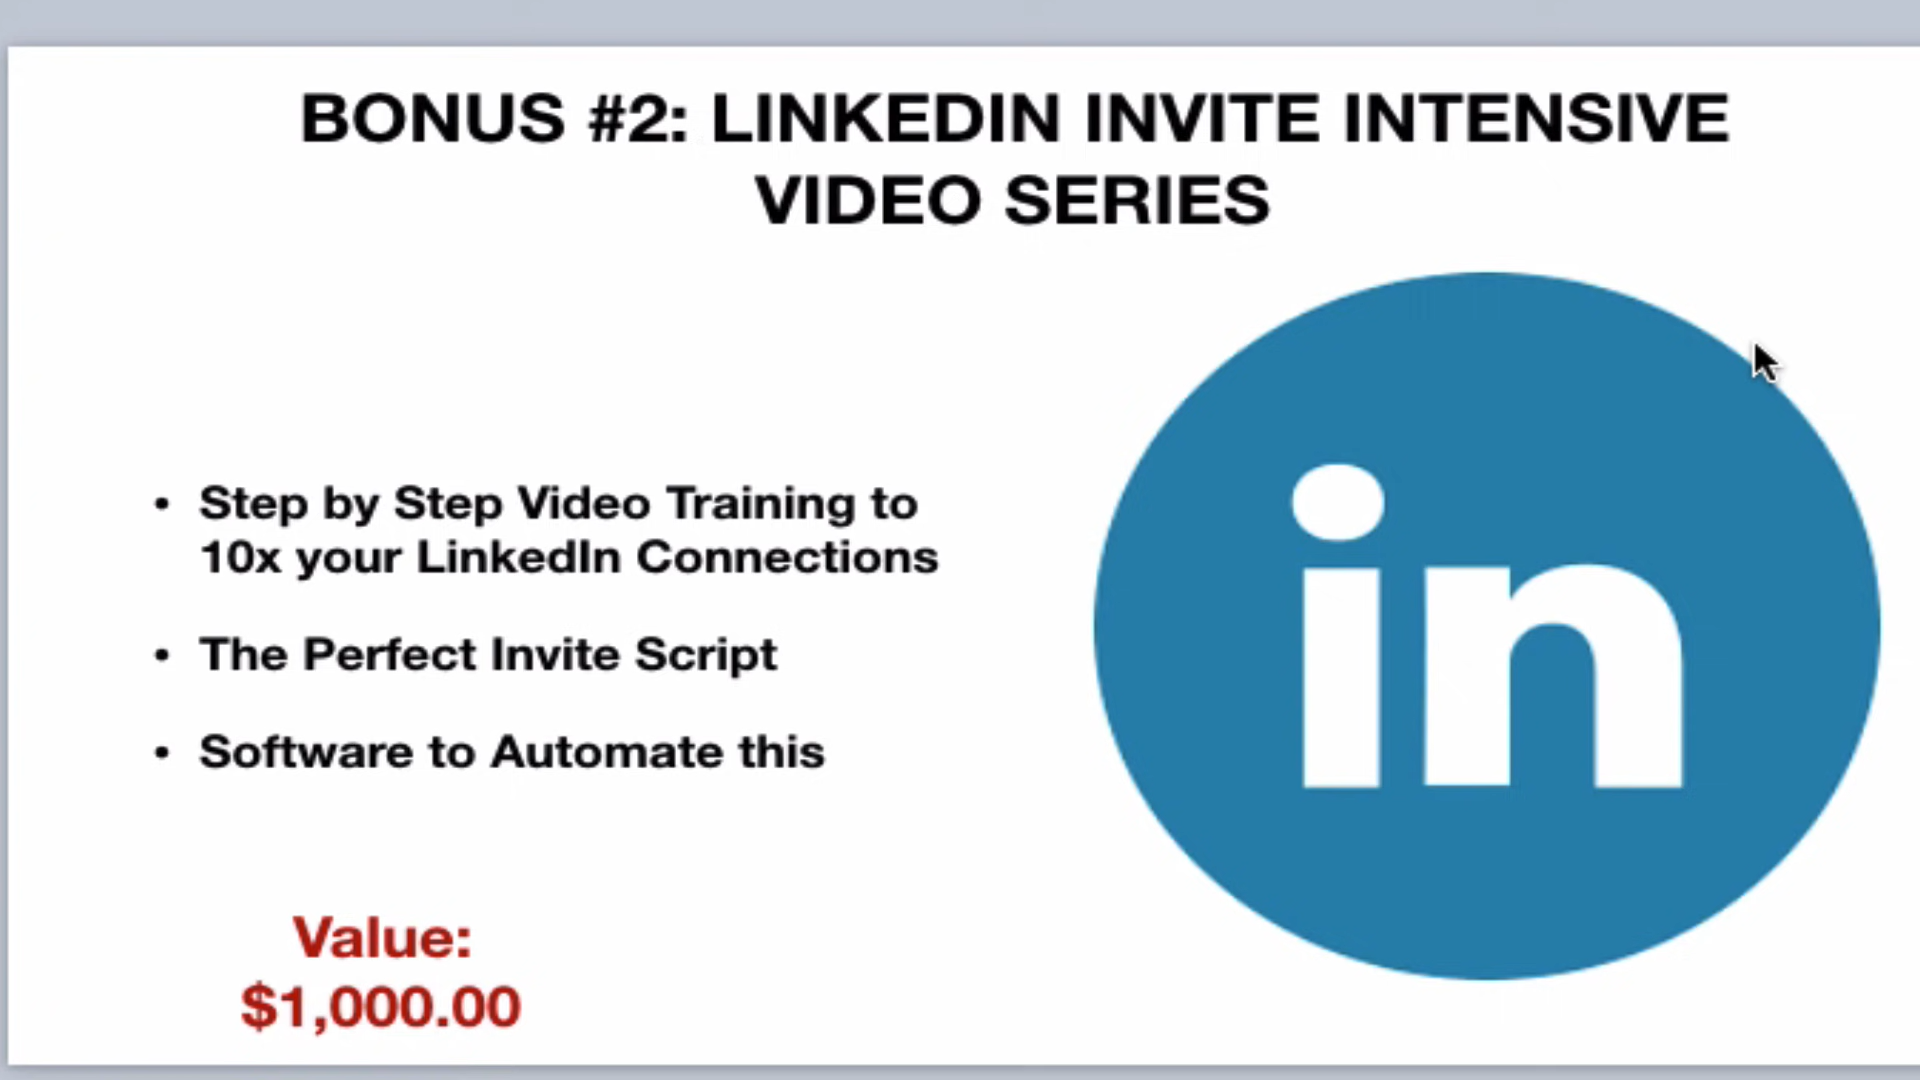 BONUS #2: LINKEDIN INVITE INTENSIVE
VIDEO SERIES
• Step by Step Video Training to
10x your LinkedIn Connections
• The Perfect Invite Script
• Software to Automate this
Value:
$1,000.00
in